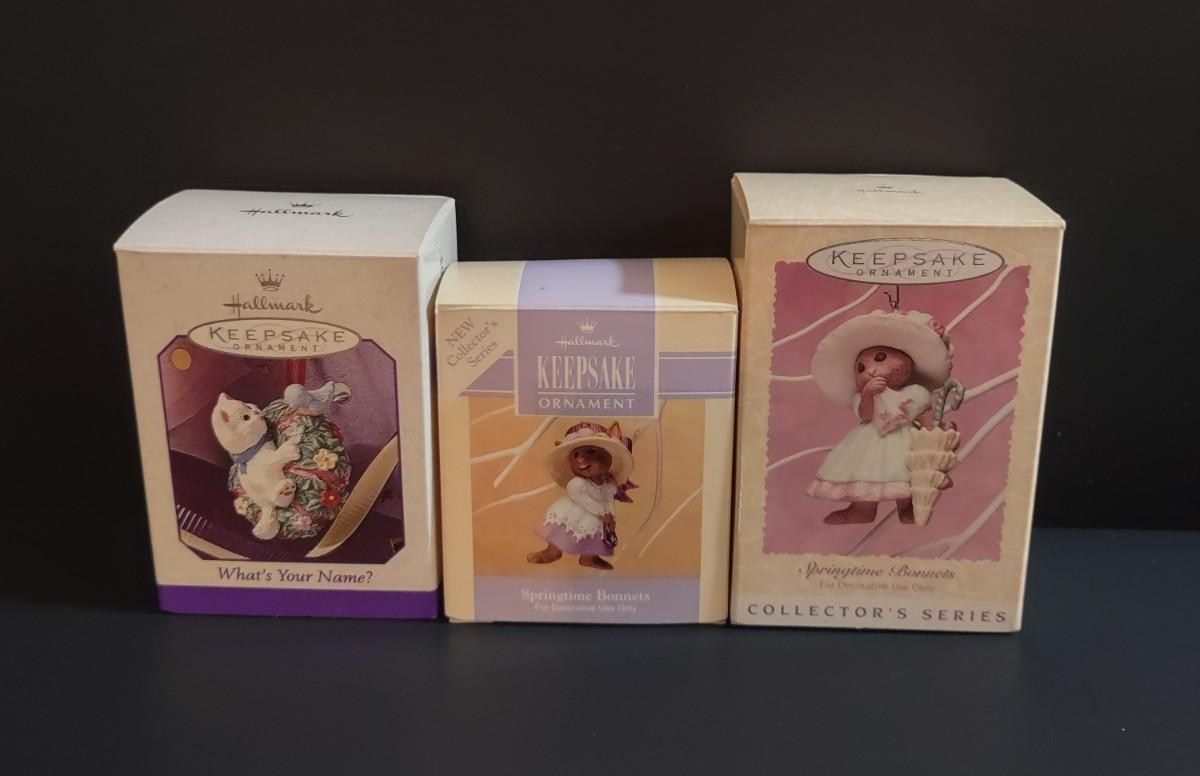 Hallmark
Hallmark
KEEPSAKE
ORNAMENT
What's Your Name?
NEW
Collector's
Series
Hallmark
KEEPSAKE
ORNAMENT
Springtime Bonnets
For Decorative Use Only
Hallmark
KEEPSAKE
ORNAMENT
Springtime Bonnets
For Decorative Use Only
COLLECTOR'S SERIES